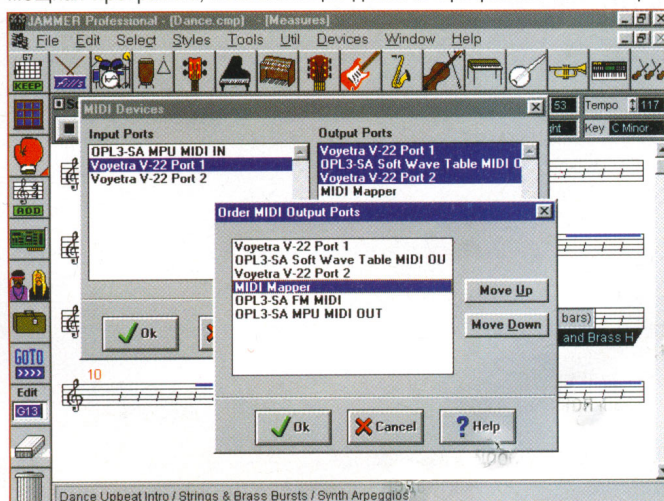 JAMMER Professional - (Dance.cmp) - [Measures]
File Edit Select Styles Tools Util Devices Window Help
G7
KEEP
Fills
53 Tempo 117
Key C Minor
MIDI Devices
Input Ports
OPL3-SA MPU MIDI IN
Voyetra V-22 Port 1
Voyetra V-22 Port 2
Output Ports
Voyetra V-22 Port 1
OPL3-SA Soft Wave Table MIDI O
Voyetra V-22 Port 2
MIDI Mapper
Ok
Order MIDI Output Ports
Voyetra V-22 Port 1
OPL3-SA Soft Wave Table MIDI OU
Voyetra V-22 Port 2
MIDI Mapper
OPL3-SA FM MIDI
OPL3-SA MPU MIDI OUT
Move Up
Move Down
Ok
Cancel
Help
bars)
and Brass H
ADD
GOTO
>>>>
Edit
G13
10
Dance Upbeat Intro / Strings & Brass Bursts / Synth Arpeggios